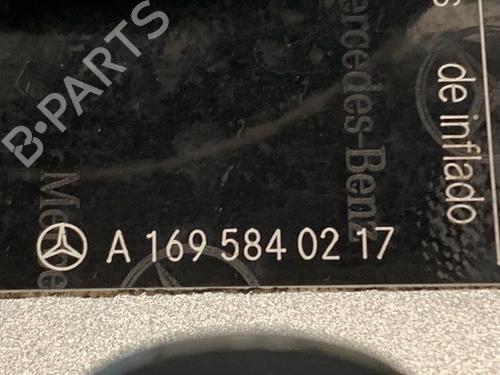 B-PARTS
Mercedes-Benz
de inflado
A 169 584 02 17